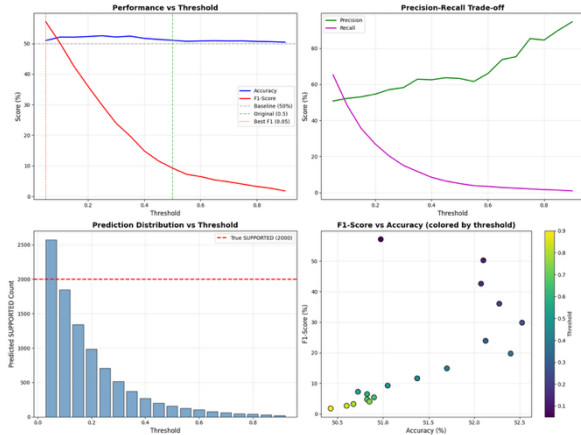 Performance vs Threshold
Score (%)
60
50
40
30
20
10
0
Accuracy
F1-Score
Baseline (50%)
Original (0.5)
Best F1 (0.05)
0.2
0.4
0.6
0.8
Threshold
Precision-Recall Trade-off
Score (%)
80
60
40
20
0
Precision
Recall
0.2
0.4
0.6
0.8
Threshold
Prediction Distribution vs Threshold
Predicted SUPPORTED Count
2500
2000
1500
1000
500
0
True SUPPORTED (2000)
0.0
0.2
0.4
0.6
0.8
Threshold
F1-Score vs Accuracy (colored by threshold)
F1-Score (%)
60
50
40
30
20
10
0
50.5
51.0
51.5
52.0
52.5
Accuracy (%)
0.9
0.8
0.7
0.6
0.5
0.4
0.3
0.2
0.1
Threshold